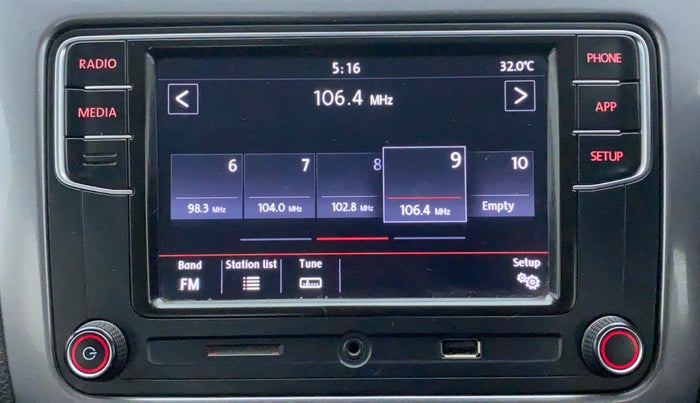 RADIO
MEDIA
5:16
32.0°C
< 106.4 MHz >
6 7 8 9 10
98.3 MHz 104.0 MHz 102.8 MHz 106.4 MHz Empty
Band Station list Tune Setup
FM
PHONE
APP
SETUP